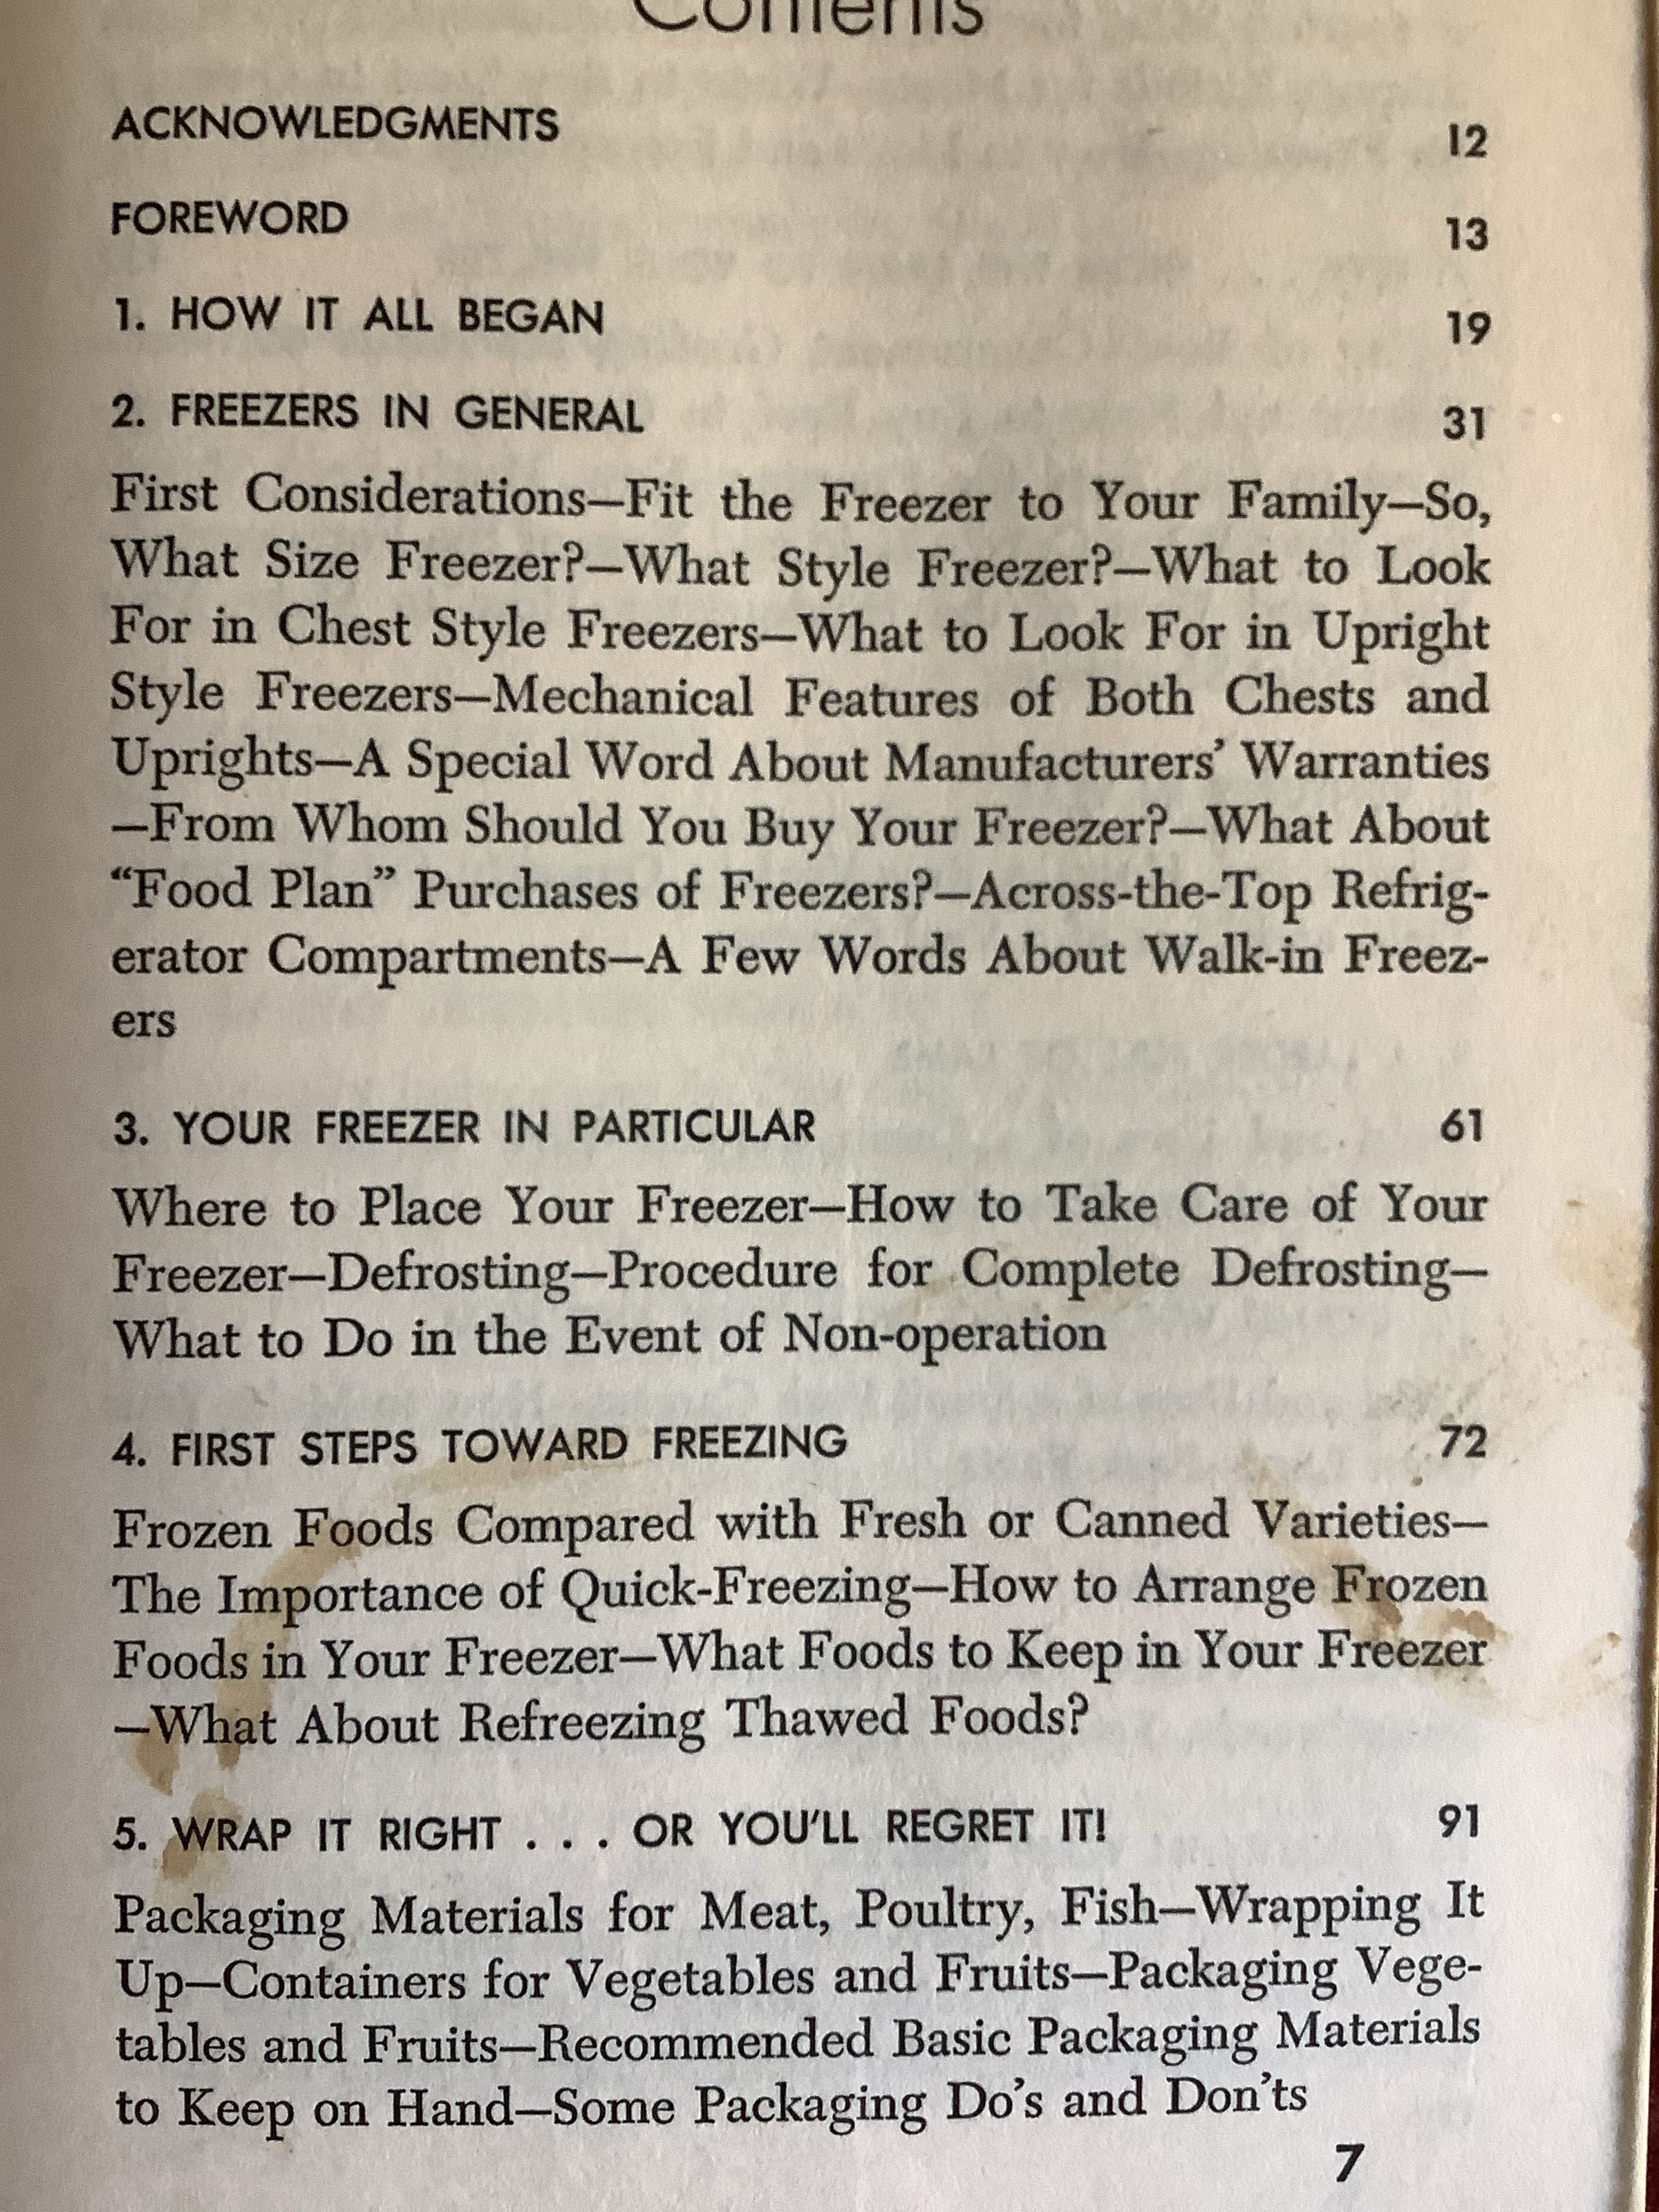 Contents
ACKNOWLEDGMENTS 12
FOREWORD 13
1. HOW IT ALL BEGAN 19
2. FREEZERS IN GENERAL 31
First Considerations—Fit the Freezer to Your Family—So,
What Size Freezer?—What Style Freezer?—What to Look
For in Chest Style Freezers—What to Look For in Upright
Style Freezers—Mechanical Features of Both Chests and
Uprights—A Special Word About Manufacturers’ Warranties
—From Whom Should You Buy Your Freezer?—What About
“Food Plan” Purchases of Freezers?—Across-the-Top Refrig-
erator Compartments—A Few Words About Walk-in Freez-
ers
3. YOUR FREEZER IN PARTICULAR 61
Where to Place Your Freezer—How to Take Care of Your
Freezer—Defrosting—Procedure for Complete Defrosting—
What to Do in the Event of Non-operation
4. FIRST STEPS TOWARD FREEZING 72
Frozen Foods Compared with Fresh or Canned Varieties—
The Importance of Quick-Freezing—How to Arrange Frozen
Foods in Your Freezer—What Foods to Keep in Your Freezer
—What About Refreezing Thawed Foods?
5. WRAP IT RIGHT . . . OR YOU’LL REGRET IT! 91
Packaging Materials for Meat, Poultry, Fish—Wrapping It
Up—Containers for Vegetables and Fruits—Packaging Vege-
tables and Fruits—Recommended Basic Packaging Materials
to Keep on Hand—Some Packaging Do’s and Don’ts
7